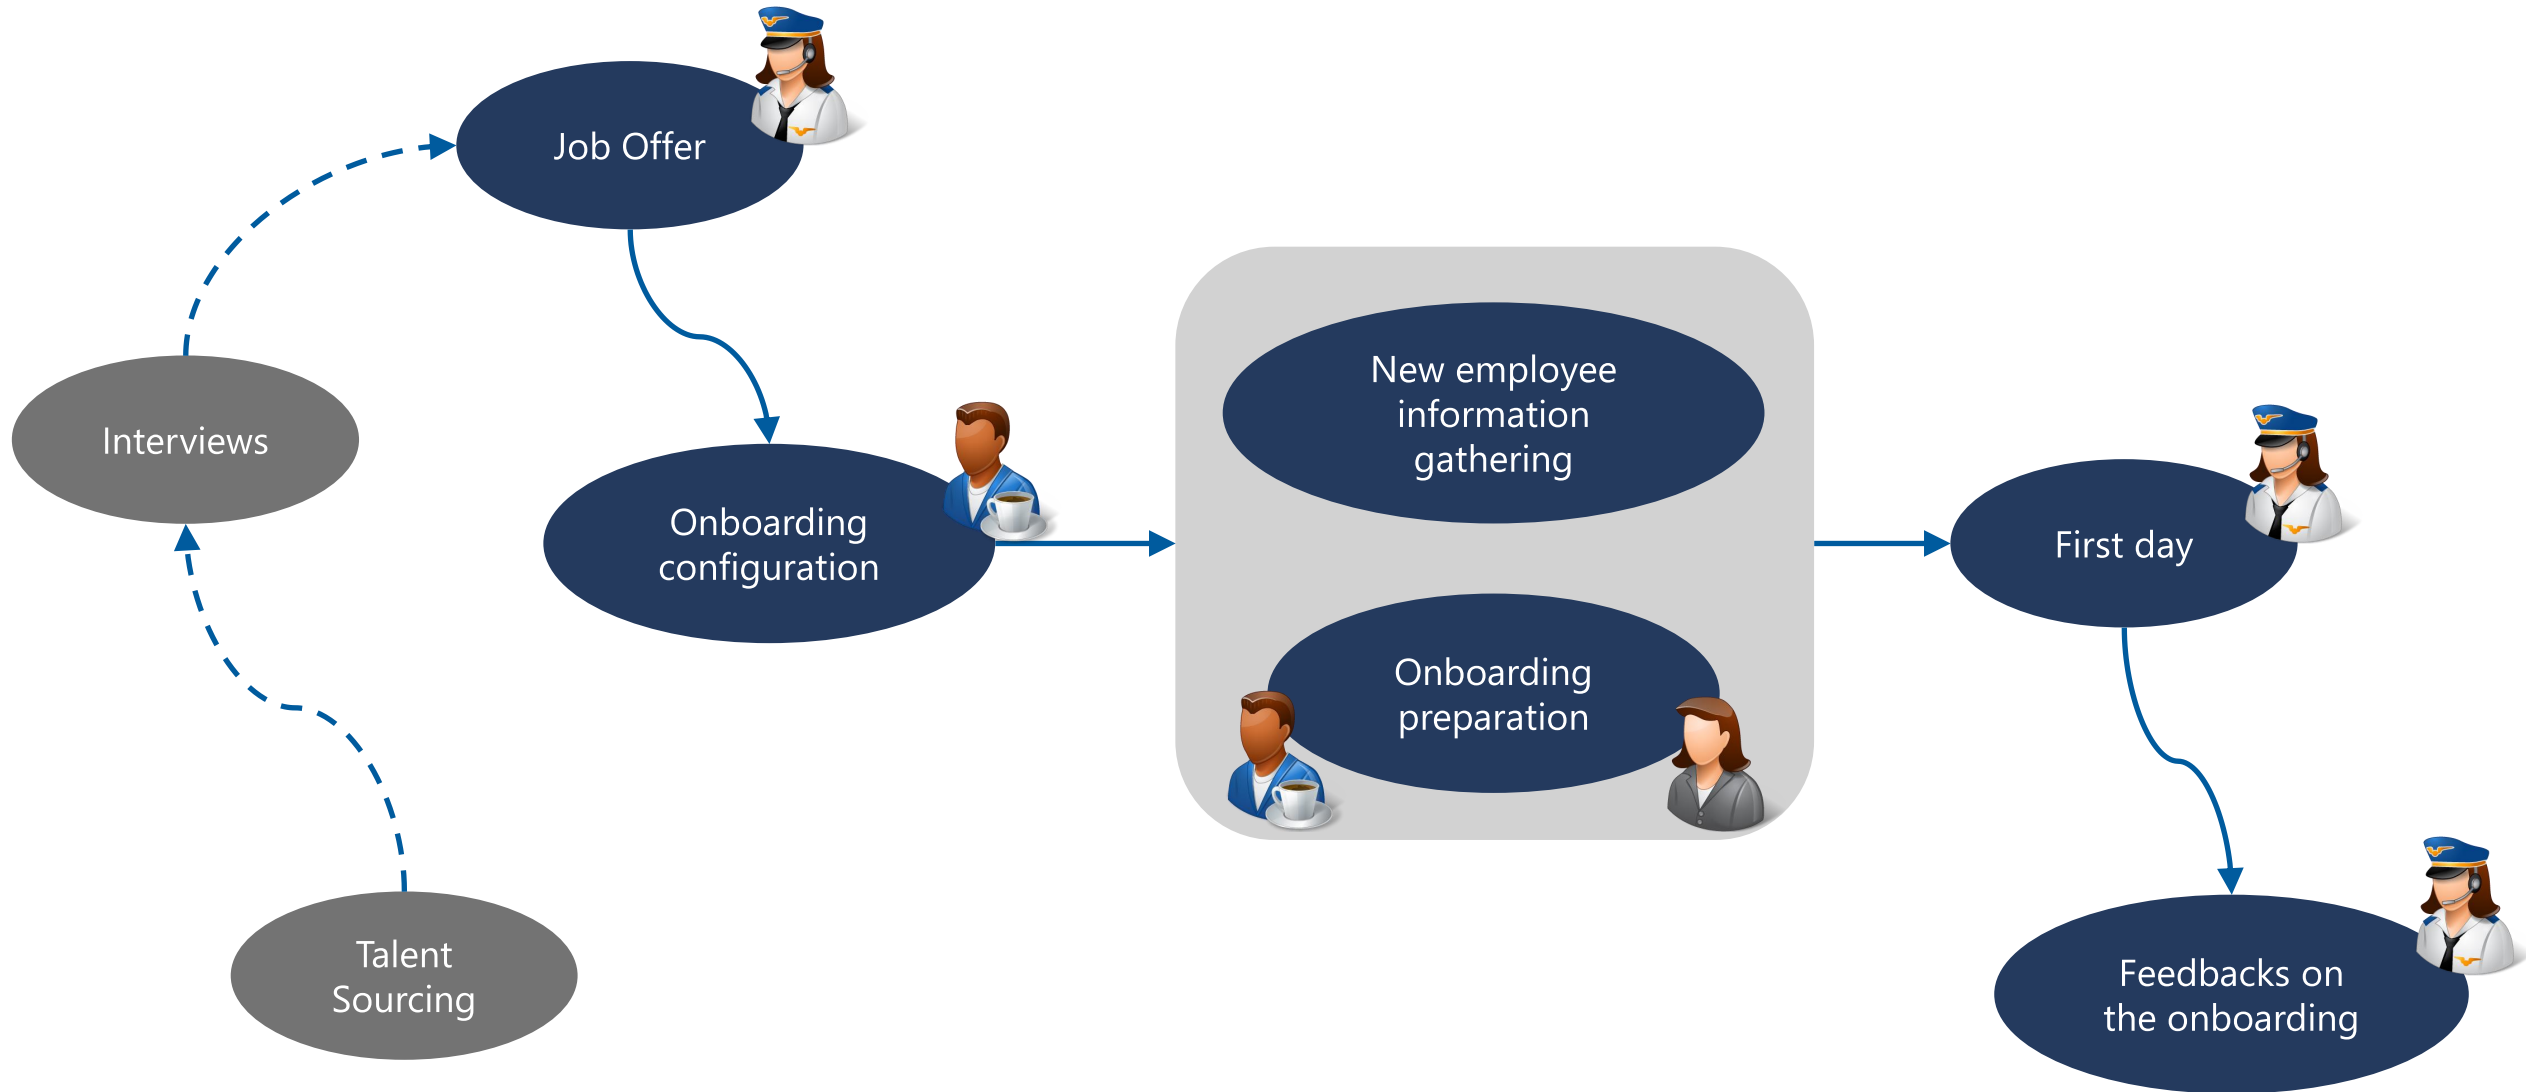 Job Offer
Interviews
Onboarding
configuration
Talent
Sourcing
New employee
information
gathering
Onboarding
preparation
First day
Feedbacks on
the onboarding